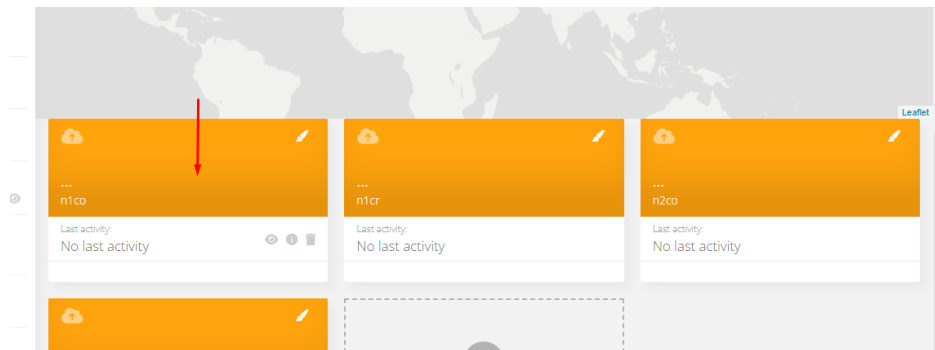 Leaflet
...
n1co
Last activity:
No last activity
...
n1cr
Last activity:
No last activity
...
n2co
Last activity:
No last activity